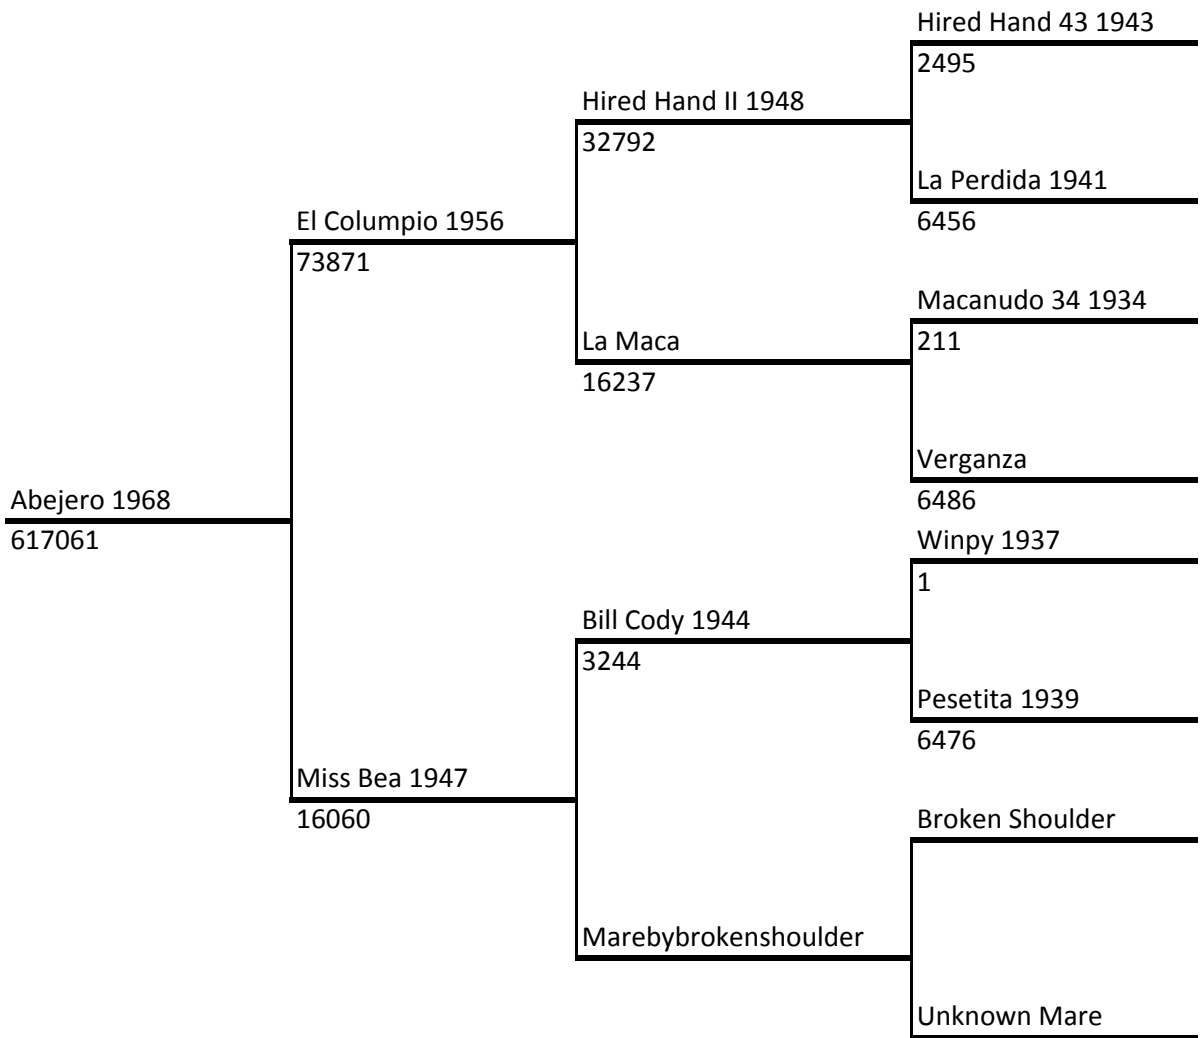 Hired Hand 43 1943
2495
Hired Hand II 1948
32792
La Perdida 1941
6456
El Columpio 1956
73871
Macanudo 34 1934
211
La Maca
16237
Verganza
6486
Abejero 1968
617061
Winpy 1937
1
Bill Cody 1944
3244
Pesetita 1939
6476
Miss Bea 1947
16060
Broken Shoulder
Marebybrokenshoulder
Unknown Mare